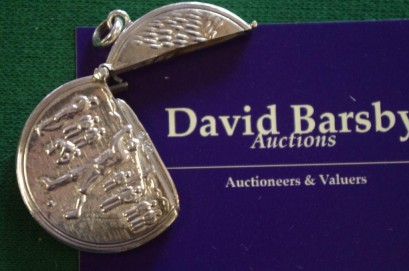 David Barsby
Auctions
Auctioneers & Valuers